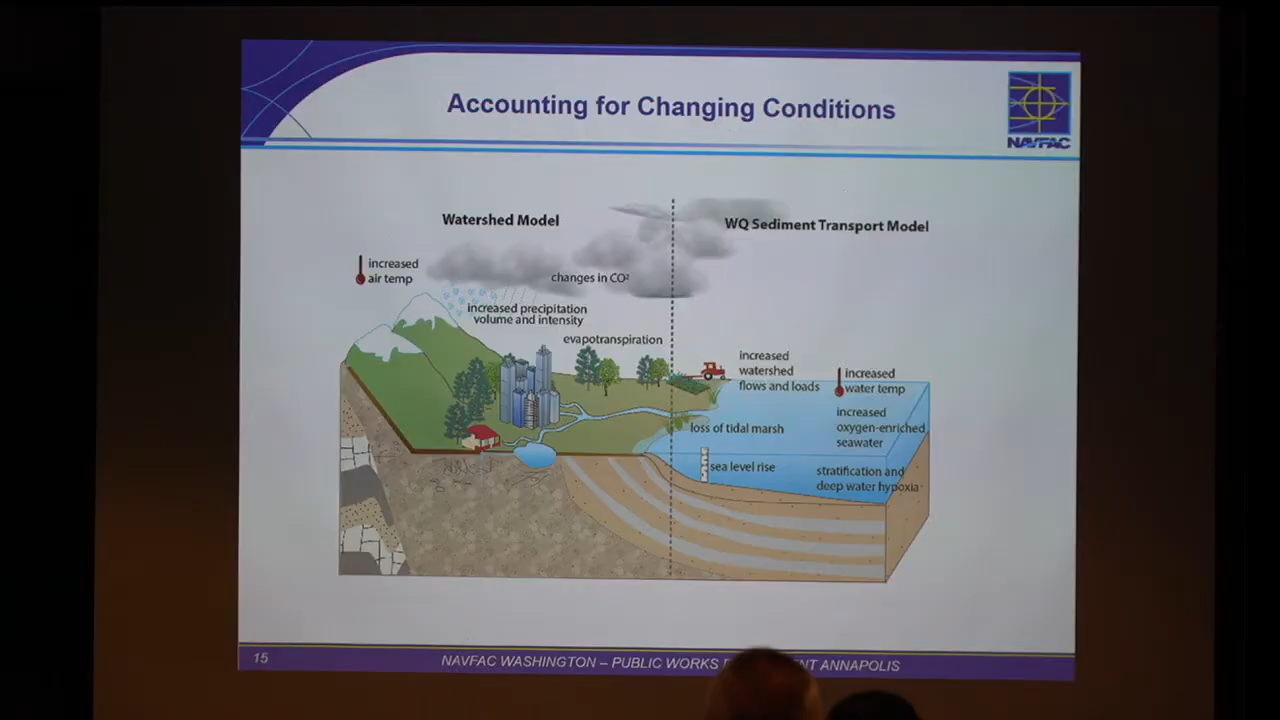 Accounting for Changing Conditions
NAVFAC
Watershed Model
WQ Sediment Transport Model
increased
air temp
changes in CO²
increased precipitation
volume and intensity
evapotranspiration
increased
watershed
flows and loads
increased
water temp
increased
oxygen-enriched
seawater
loss of tidal marsh
sea level rise
stratification and
deep water hypoxia
15
NAVFAC WASHINGTON – PUBLIC WORKS ANNAPOLIS